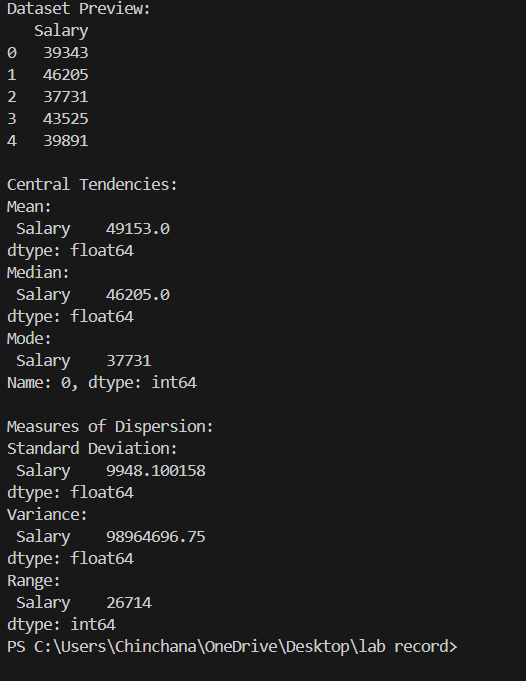 Dataset Preview:
   Salary
0   39343
1   46205
2   37731
3   43525
4   39891

Central Tendencies:
Mean:
 Salary    49153.0
dtype: float64
Median:
 Salary    46205.0
dtype: float64
Mode:
 Salary    37731
Name: 0, dtype: int64

Measures of Dispersion:
Standard Deviation:
 Salary    9948.100158
dtype: float64
Variance:
 Salary    98964696.75
dtype: float64
Range:
 Salary    26714
dtype: int64
PS C:\Users\Chinchana\OneDrive\Desktop\lab record>